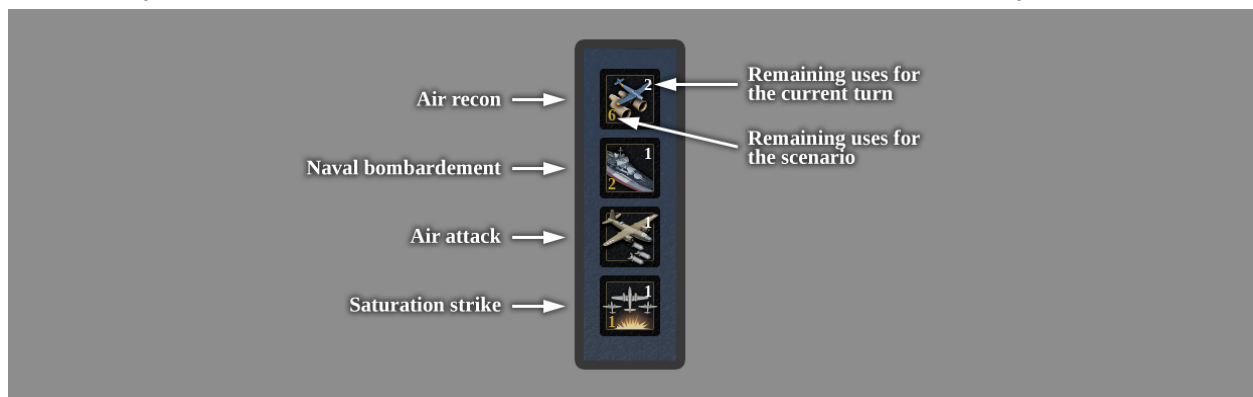 Air recon
2
6
Remaining uses for
the current turn
Remaining uses for
the scenario
Naval bombardement
1
2
Air attack
1
Saturation strike
1
1